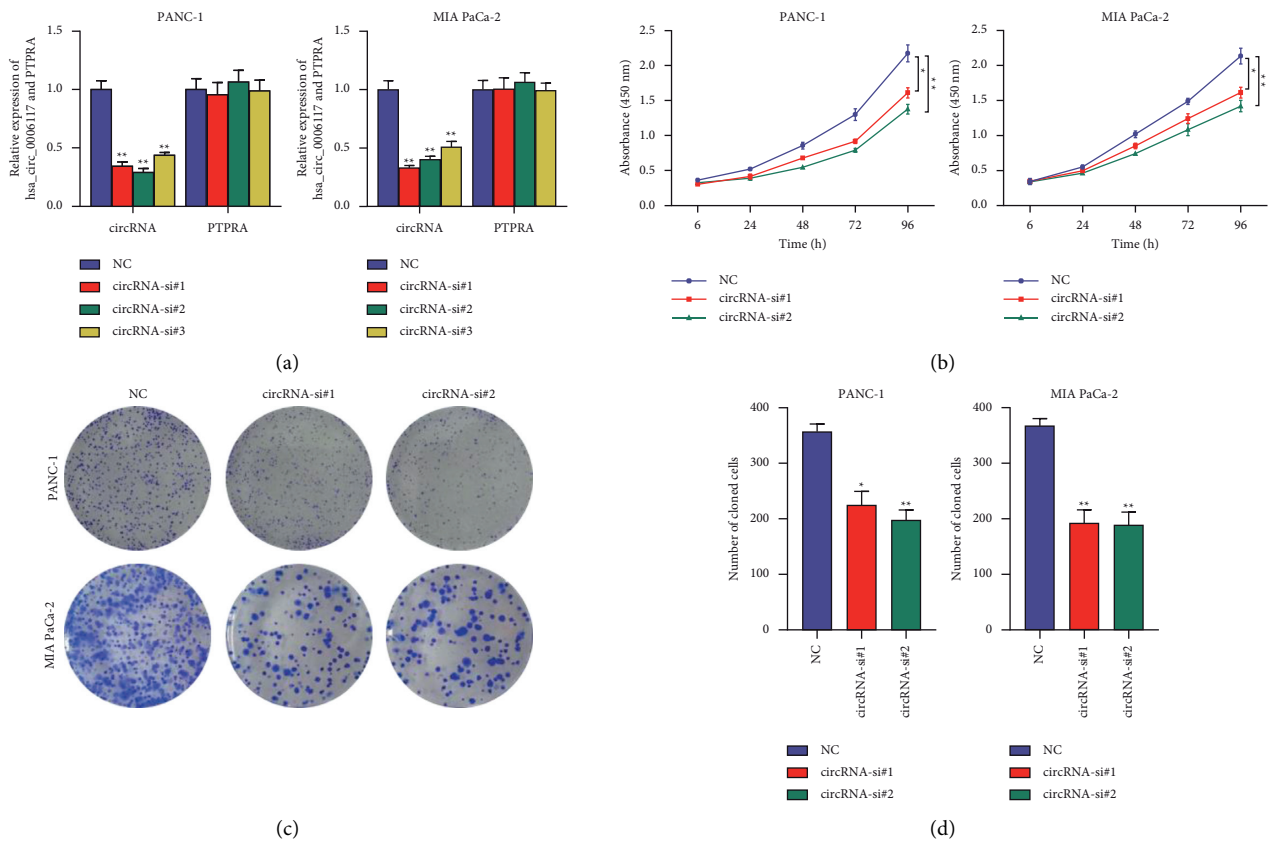 PANC-1
MIA PaCa-2
Relative expression of
hsa_circ_0006117 and PTPRA
1.5
1.0
0.5
0.0
**
**
**
circRNA
PTPRA
Relative expression of
hsa_circ_0006117 and PTPRA
1.5
1.0
0.5
0.0
**
**
**
circRNA
PTPRA
NC
circRNA-si#1
circRNA-si#2
circRNA-si#3
NC
circRNA-si#1
circRNA-si#2
circRNA-si#3
(a)
PANC-1
MIA PaCa-2
Absorbance (450 nm)
2.5
2.0
1.5
1.0
0.5
0.0
6 24 48 72 96
Time (h)
*
**
Absorbance (450 nm)
2.5
2.0
1.5
1.0
0.5
0.0
6 24 48 72 96
Time (h)
*
**
NC
circRNA-si#1
circRNA-si#2
NC
circRNA-si#1
circRNA-si#2
(b)
NC circRNA-si#1 circRNA-si#2
PANC-1
MIA PaCa-2
(c)
PANC-1
MIA PaCa-2
Number of cloned cells
400
300
200
100
0
*
**
NC
circRNA-si#1
circRNA-si#2
Number of cloned cells
400
300
200
100
0
**
**
NC
circRNA-si#1
circRNA-si#2
NC
circRNA-si#1
circRNA-si#2
NC
circRNA-si#1
circRNA-si#2
(d)